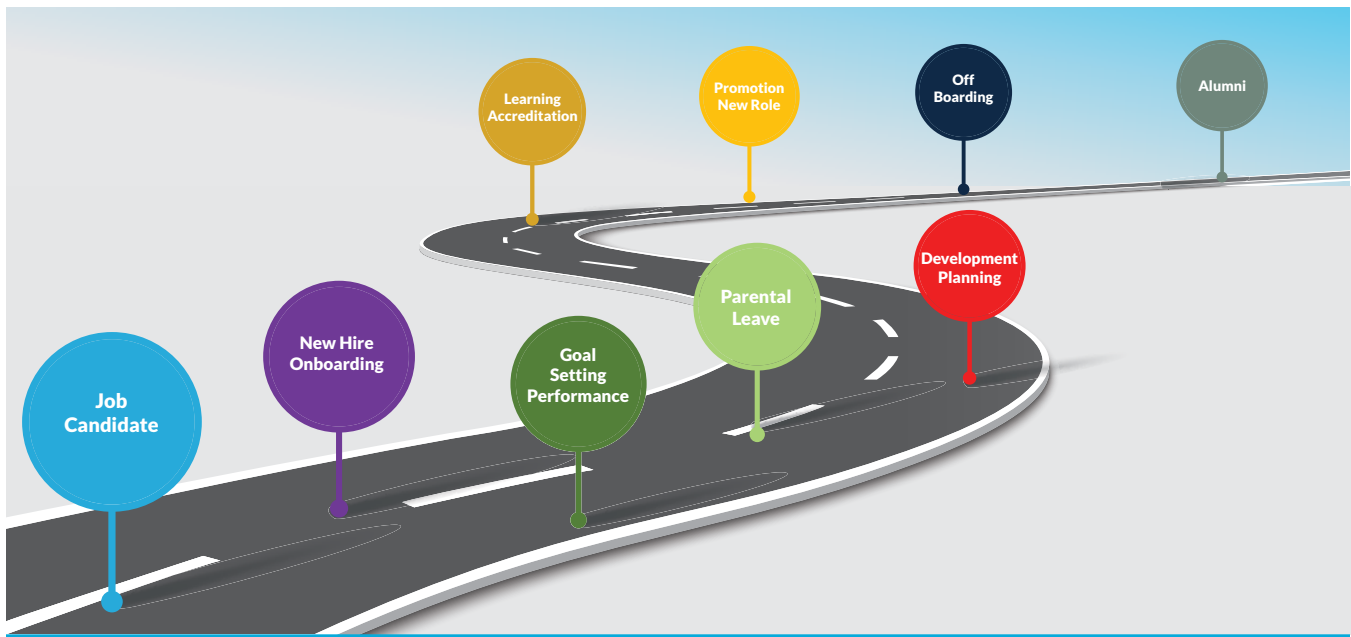 Learning
Accreditation
Promotion
New Role
Off
Boarding
Alumni
Job
Candidate
New Hire
Onboarding
Goal
Setting
Performance
Parental
Leave
Development
Planning